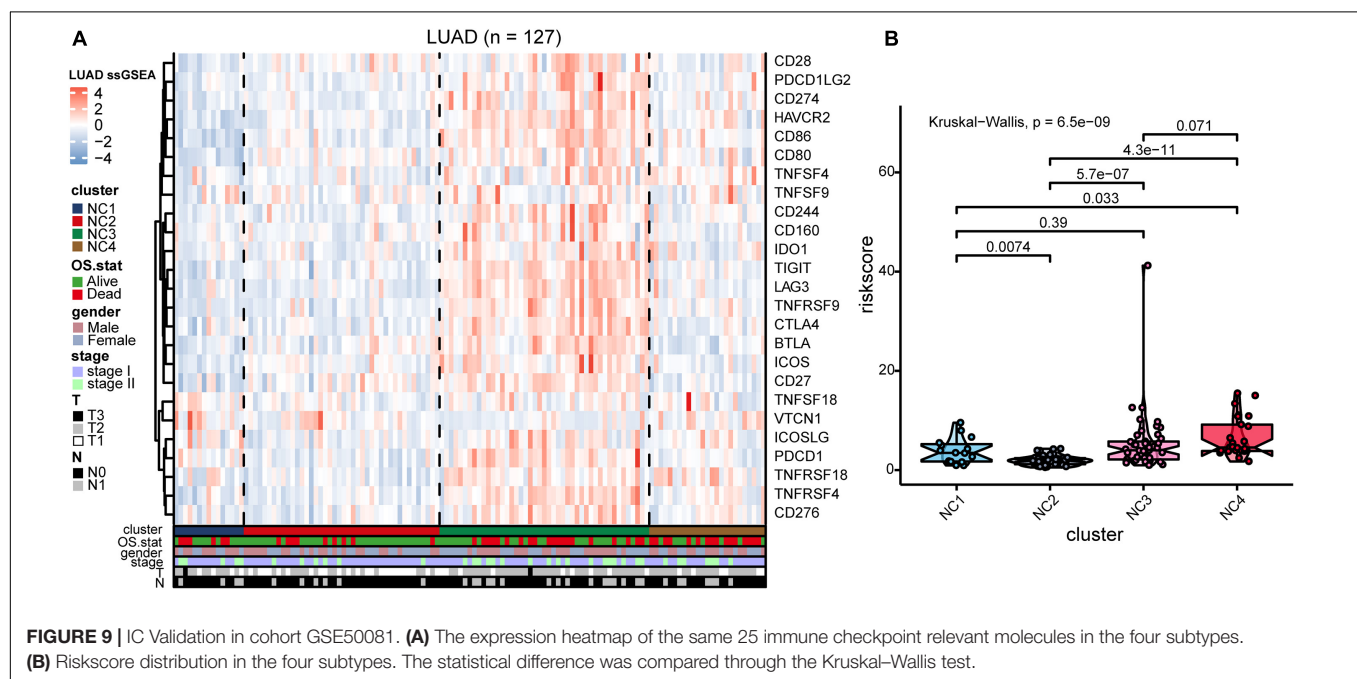 A
LUAD (n = 127)
LUAD ssGSEA
4
2
0
−2
−4
cluster
NC1
NC2
NC3
NC4
OS.stat
Alive
Dead
gender
Male
Female
stage
stage I
stage II
T
T3
T2
T1
N
N0
N1
CD28
PDCD1LG2
CD274
HAVCR2
CD86
CD80
TNFSF4
TNFSF9
CD244
CD160
IDO1
TIGIT
LAG3
TNFRSF9
CTLA4
BTLA
ICOS
CD27
TNFSF18
VTCN1
ICOSLG
PDCD1
TNFRSF18
TNFRSF4
CD276
cluster
OS.stat
gender
stage
T
N
B
Kruskal−Wallis, p = 6.5e−09
0.071
4.3e−11
5.7e−07
0.033
0.39
0.0074
riskscore
60
40
20
0
NC1
NC2
NC3
NC4
cluster
FIGURE 9 | IC Validation in cohort GSE50081. (A) The expression heatmap of the same 25 immune checkpoint relevant molecules in the four subtypes.
(B) Riskscore distribution in the four subtypes. The statistical difference was compared through the Kruskal–Wallis test.